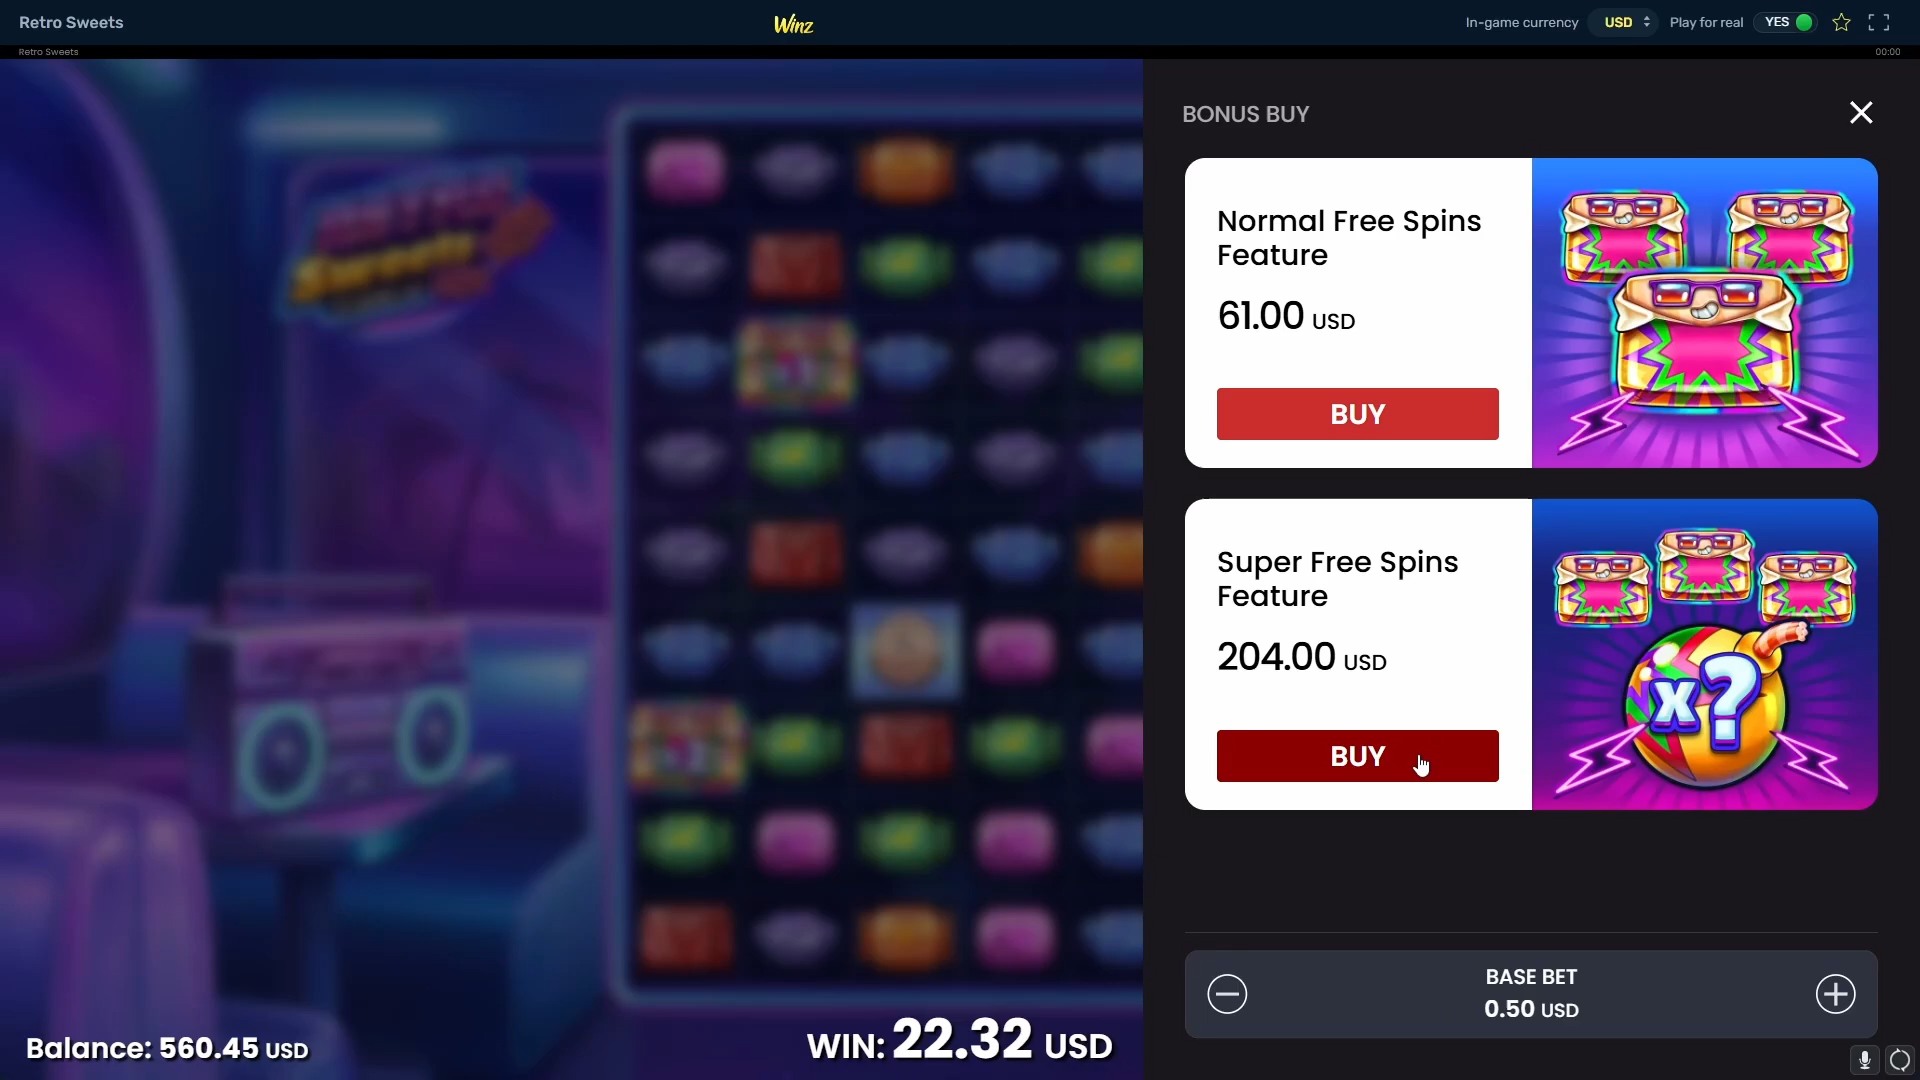 Retro Sweets
Winz
In-game currency
USD
Play for real
YES
Retro Sweets
00:00
Sweets
BONUS BUY
Normal Free Spins
Feature
61.00 USD
BUY
Super Free Spins
Feature
204.00 USD
BUY
x?
BASE BET
0.50 USD
Balance: 560.45 USD
WIN: 22.32 USD